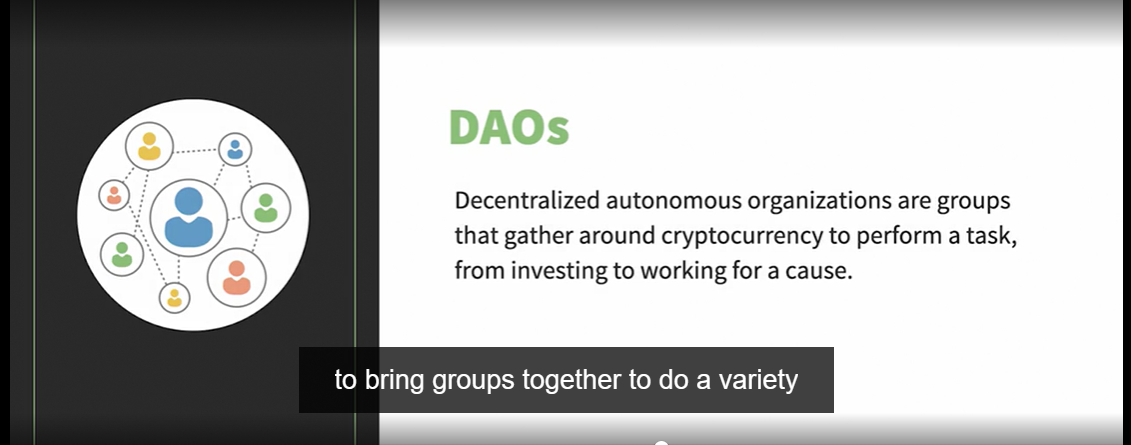 DAOs
Decentralized autonomous organizations are groups
that gather around cryptocurrency to perform a task,
from investing to working for a cause.
to bring groups together to do a variety